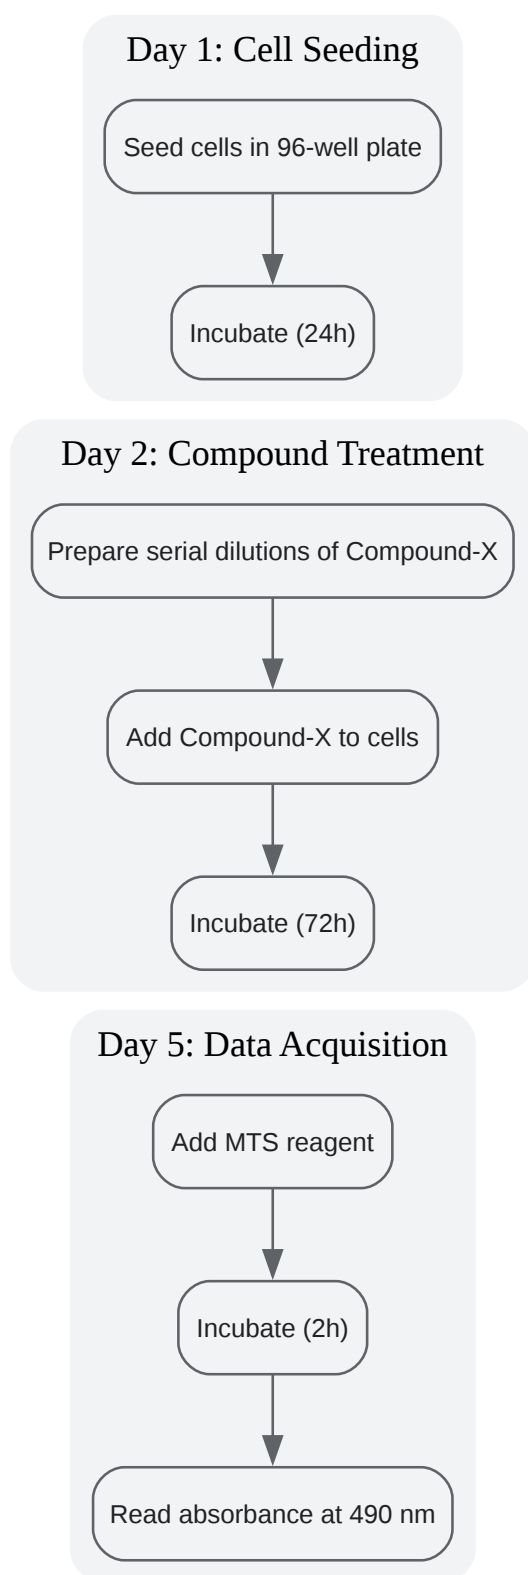 Day 1: Cell Seeding
Seed cells in 96-well plate
Incubate (24h)
Day 2: Compound Treatment
Prepare serial dilutions of Compound-X
Add Compound-X to cells
Incubate (72h)
Day 5: Data Acquisition
Add MTS reagent
Incubate (2h)
Read absorbance at 490 nm